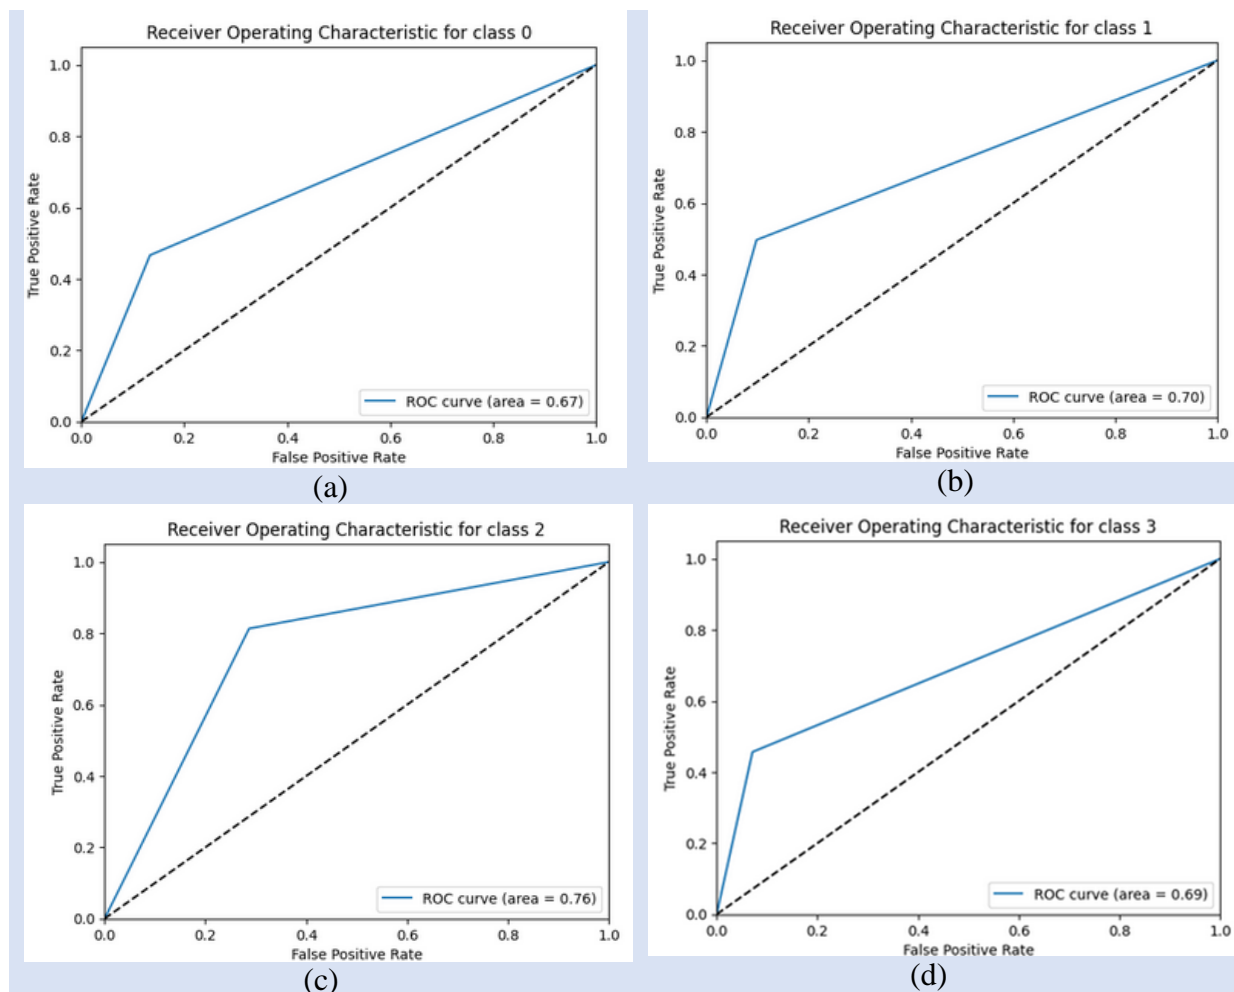 Receiver Operating Characteristic for class 0
1.0
0.8
0.6
0.4
0.2
0.0
True Positive Rate
ROC curve (area = 0.67)
0.0 0.2 0.4 0.6 0.8 1.0
False Positive Rate
(a)
Receiver Operating Characteristic for class 1
1.0
0.8
0.6
0.4
0.2
0.0
True Positive Rate
ROC curve (area = 0.70)
0.0 0.2 0.4 0.6 0.8 1.0
False Positive Rate
(b)
Receiver Operating Characteristic for class 2
1.0
0.8
0.6
0.4
0.2
0.0
True Positive Rate
ROC curve (area = 0.76)
0.0 0.2 0.4 0.6 0.8 1.0
False Positive Rate
(c)
Receiver Operating Characteristic for class 3
1.0
0.8
0.6
0.4
0.2
0.0
True Positive Rate
ROC curve (area = 0.69)
0.0 0.2 0.4 0.6 0.8 1.0
False Positive Rate
(d)